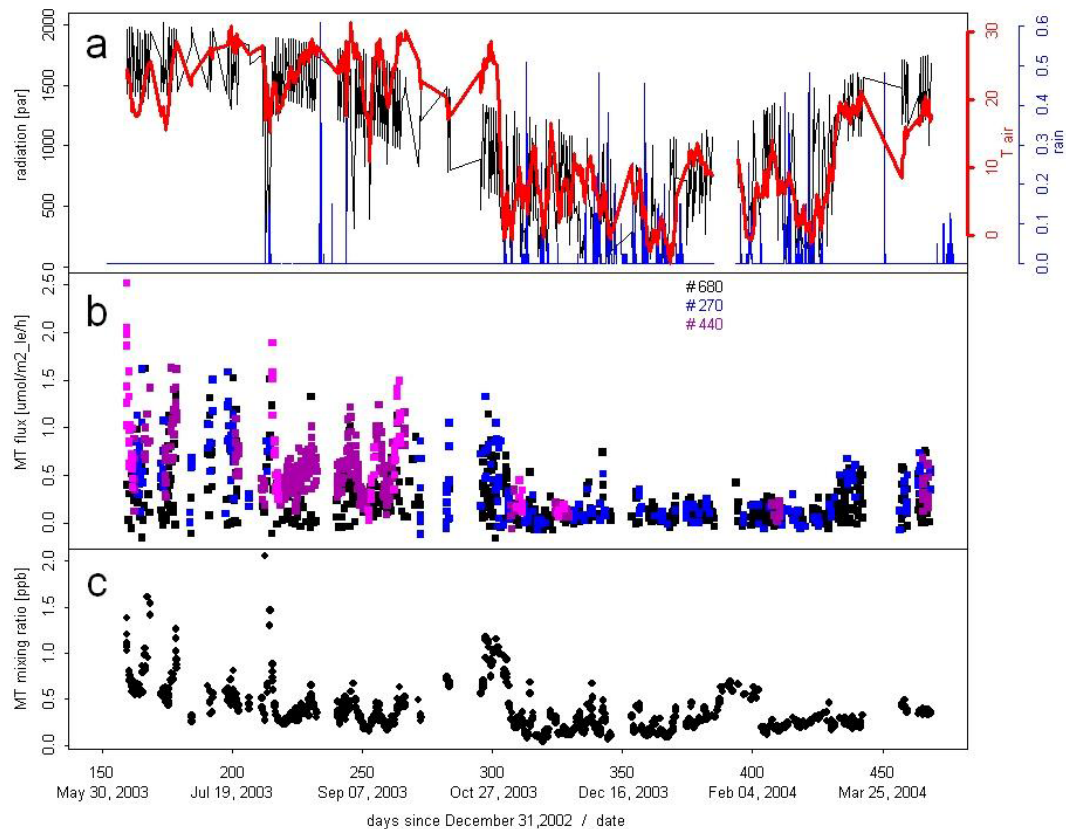 a
radiation [par]
2000
1500
1000
500
0
30
20
10
0
T air
0.6
0.5
0.4
0.3
0.2
0.1
0.0
rain
b
MT flux [umol/m2_le/h]
2.5
2.0
1.5
1.0
0.5
0.0
#680
#270
#440
c
MT mixing ratio [ppb]
2.0
1.5
1.0
0.5
0.0
150 200 250 300 350 400 450
May 30, 2003 Jul 19, 2003 Sep 07, 2003 Oct 27, 2003 Dec 16, 2003 Feb 04, 2004 Mar 25, 2004
days since December 31,2002 / date